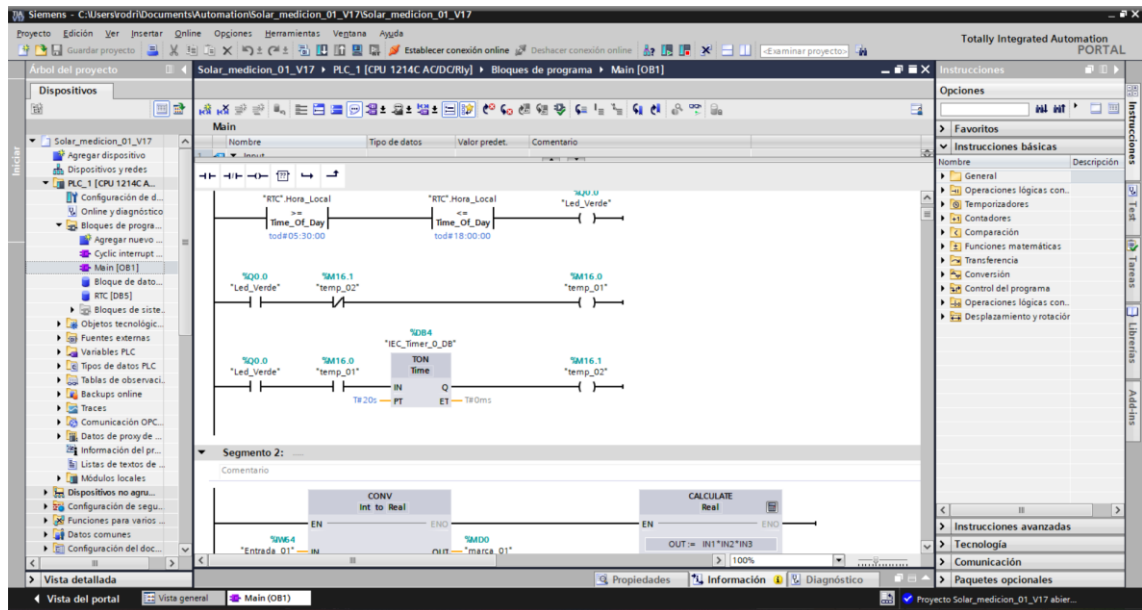 Siemens - C:\Users\rodri\Documents\Automation\Solar_medicion_01_V17\Solar_medicion_01_V17
Proyecto Edición Ver Insertar Online Opciones Herramientas Ventana Ayuda
Guardar proyecto Establecer conexión online Deshacer conexión online <Examinar proyecto>
Totally Integrated Automation
PORTAL
Árbol del proyecto
Solar_medicion_01_V17 PLC_1 [CPU 1214C AC/DC/Rly] Bloques de programa Main [OB1]
Instrucciones
Dispositivos
Opciones
Iniciar
Solar_medicion_01_V17
Agregar dispositivo
Dispositivos y redes
PLC_1 [CPU 1214C A...
Configuración de d...
Online y diagnóstico
Bloques de progra...
Agregar nuevo ...
Cyclic interrupt ...
Main [OB1]
Bloque de dato...
RTC [DB5]
Bloques de siste..
Objetos tecnológic...
Fuentes externas
Variables PLC
Tipos de datos PLC
Tablas de observaci..
Backups online
Traces
Comunicación OPC...
Datos de proxy de ...
Información del pr...
Listas de textos de ...
Módulos locales
Dispositivos no agru...
Configuración de segu...
Funciones para varios ...
Datos comunes
Configuración del doc...
Vista detallada
Main
Nombre Tipo de datos Valor predet. Comentario
Input
"RTC".Hora_Local "RTC".Hora_Local %Q0.0
"Led_Verde"
>= <=
Time_Of_Day Time_Of_Day
tod#05:30:00 tod#18:00:00
%Q0.0 %M16.1 %M16.0
"Led_Verde" "temp_02" "temp_01"
%DB4
"IEC_Timer_0_DB"
%Q0.0 %M16.0 TON %M16.1
"Led_Verde" "temp_01" Time "temp_02"
IN Q
T#20s PT ET T#0ms
Segmento 2: ....
Comentario
CONV CALCULATE
Int to Real Real
EN ENO EN ENO
%IW64 %MD0 OUT := IN1*IN2*IN3
"Entrada_01" IN OUT "marca_01"
100%
Propiedades Información Diagnóstico
Favoritos
Instrucciones básicas
Nombre Descripción
General
Operaciones lógicas con..
Temporizadores
Contadores
Comparación
Funciones matemáticas
Transferencia
Conversión
Control del programa
Operaciones lógicas con..
Desplazamiento y rotación
Instrucciones avanzadas
Tecnología
Comunicación
Paquetes opcionales
Instrucciones
Test
Tareas
Librerías
Add-ins
Vista del portal Vista general Main (OB1) Proyecto Solar_medicion_01_V17 abier...